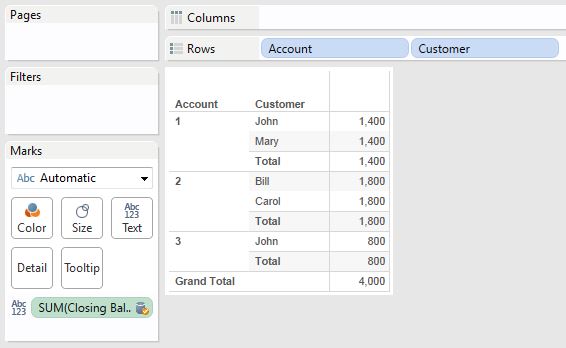 Pages
Columns
Rows Account Customer
Filters
Marks
Abc Automatic
Color Size Abc 123 Text
Detail Tooltip
Abc 123 SUM(Closing Bal..
Account Customer
1 John 1,400
Mary 1,400
Total 1,400
2 Bill 1,800
Carol 1,800
Total 1,800
3 John 800
Total 800
Grand Total 4,000